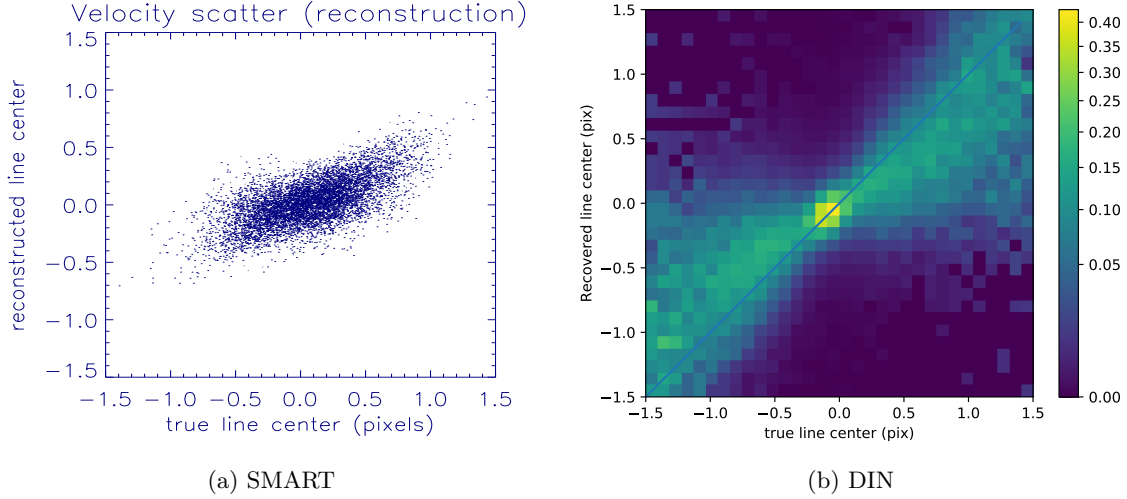 Velocity scatter (reconstruction)
reconstructed line center
1.5
1.0
0.5
0.0
−0.5
−1.0
−1.5
−1.5 −1.0 −0.5 0.0 0.5 1.0 1.5
true line center (pixels)
(a) SMART
Recovered line center (pix)
1.5
1.0
0.5
0.0
−0.5
−1.0
−1.5
−1.5 −1.0 −0.5 0.0 0.5 1.0 1.5
true line center (pix)
0.40
0.35
0.30
0.25
0.20
0.15
0.10
0.05
0.00
(b) DIN